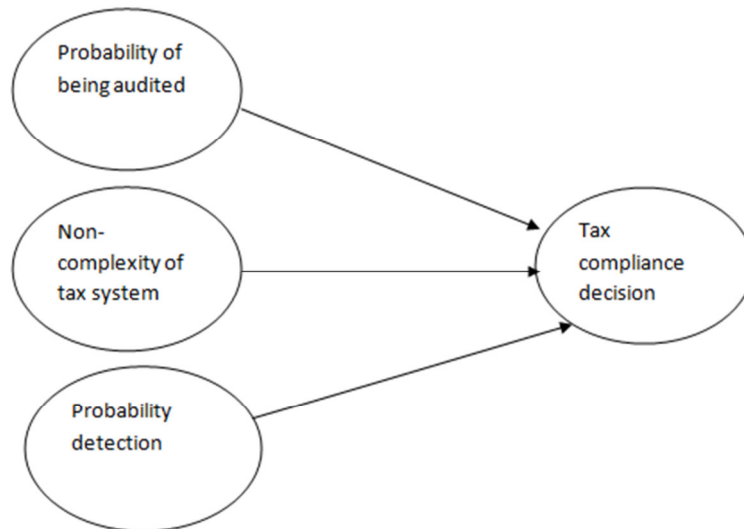 Probability of
being audited
Non-
complexity of
tax system
Probability
detection
Tax
compliance
decision